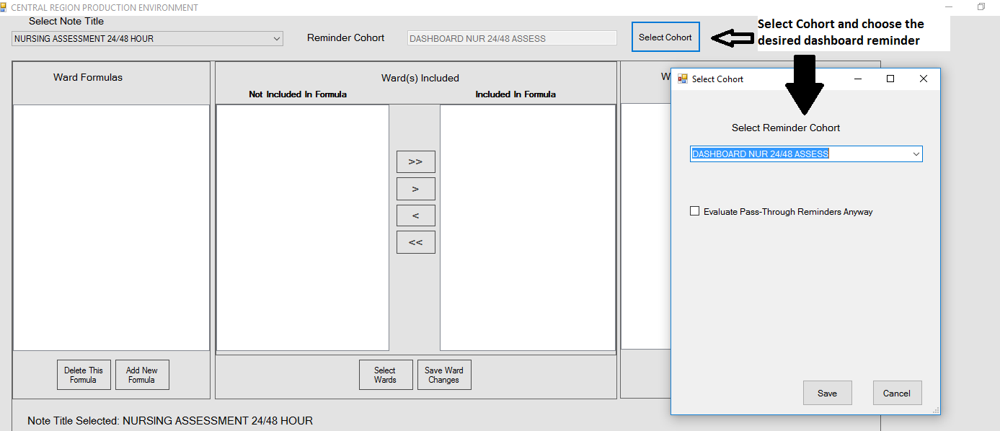 CENTRAL REGION PRODUCTION ENVIRONMENT
Select Note Title
NURSING ASSESSMENT 24/48 HOUR
Reminder Cohort
DASHBOARD NUR 24/48 ASSESS
Select Cohort
Select Cohort and choose the
desired dashboard reminder
Ward Formulas
Ward(s) Included
Not Included In Formula
Included In Formula
W
>>
>
<
<<
Delete This
Formula
Add New
Formula
Select
Wards
Save Ward
Changes
Note Title Selected: NURSING ASSESSMENT 24/48 HOUR
Select Cohort
Select Reminder Cohort
DASHBOARD NUR 24/48 ASSESS
Evaluate Pass-Through Reminders Anyway
Save
Cancel